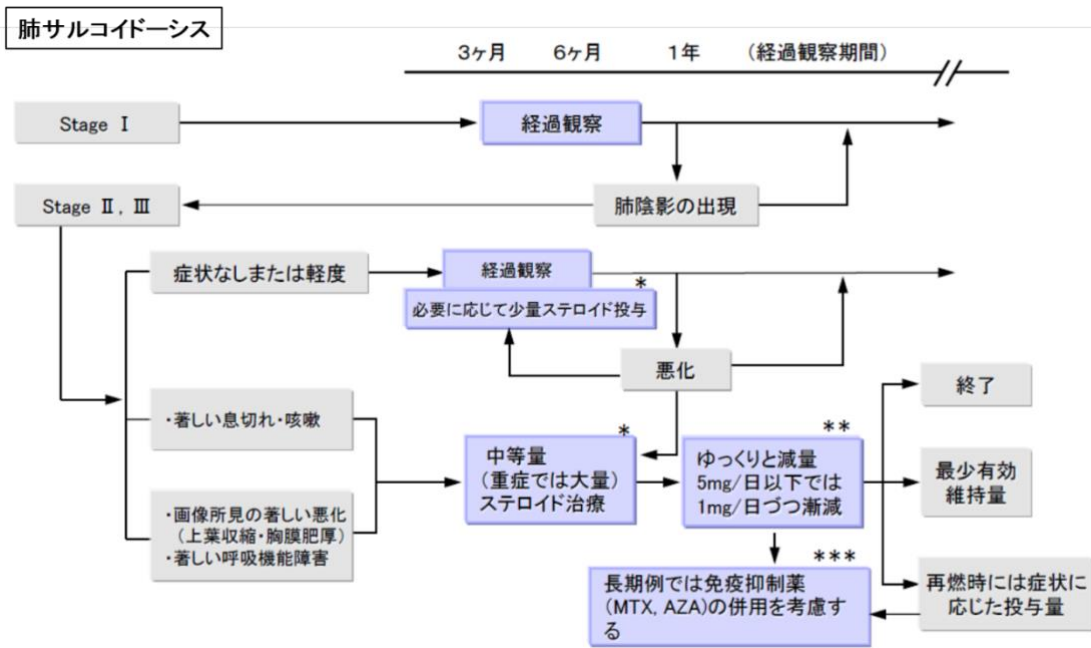 肺サルコイドーシス
3ヶ月 6ヶ月 1年 (経過観察期間)
Stage Ⅰ
経過観察
Stage Ⅱ, Ⅲ
肺陰影の出現
症状なしまたは軽度
経過観察
*
必要に応じて少量ステロイド投与
悪化
終了
・著しい息切れ・咳嗽
*
中等量
(重症では大量)
ステロイド治療
**
ゆっくりと減量
5mg/日以下では
1mg/日づつ漸減
最少有効
維持量
・画像所見の著しい悪化
(上葉収縮・胸膜肥厚)
・著しい呼吸機能障害
***
長期例では免疫抑制薬
(MTX, AZA)の併用を考慮す
る
再燃時には症状に
応じた投与量